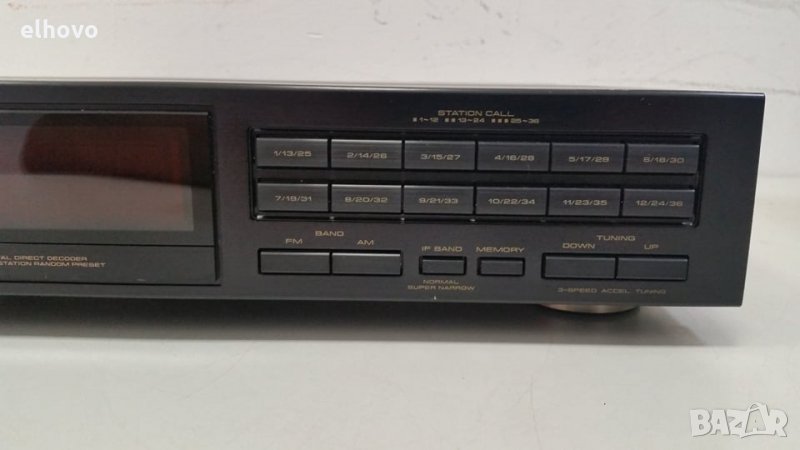 elhovo
STATION CALL
■1~12 ■■13~24 ■■■25~36
1/13/25 2/14/26 3/15/27 4/16/28 5/17/29 6/18/30
7/19/31 8/20/32 9/21/33 10/22/34 11/23/35 12/24/36
BAND
FM AM
IF BAND
MEMORY
TUNING
DOWN UP
NORMAL
SUPER NARROW
3-SPEED ACCEL TUNING
AL DIRECT DECODER
STATION RANDOM PRESET
BAZAR